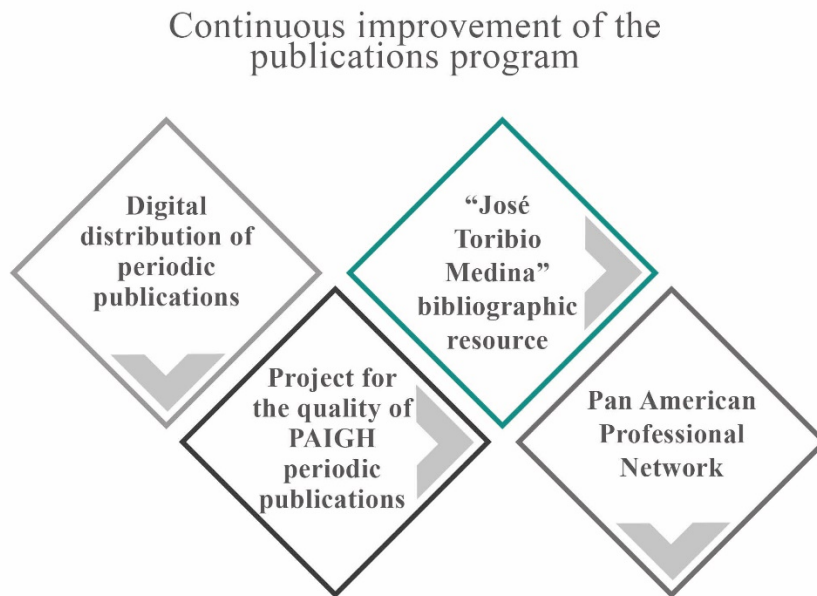 Continuous improvement of the
publications program
Digital
distribution of
periodic
publications
Project for
the quality of
PAIGH
periodic
publications
“José
Toribio
Medina”
bibliographic
resource
Pan American
Professional
Network